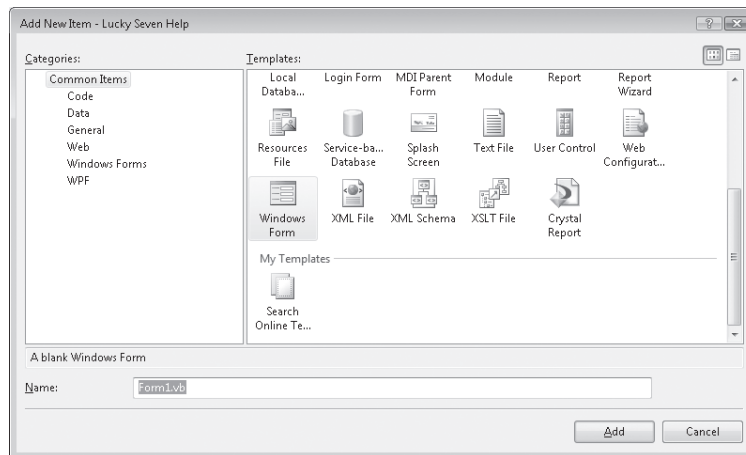 Add New Item - Lucky Seven Help
Categories:
Common Items
Code
Data
General
Web
Windows Forms
WPF
Templates:
Local Databa...
Login Form
MDI Parent Form
Module
Report
Report Wizard
Resources File
Service-ba... Database
Splash Screen
Text File
User Control
Web Configurat...
Windows Form
XML File
XML Schema
XSLT File
Crystal Report
My Templates
Search Online Te...
A blank Windows Form
Name:
Form1.vb
Add
Cancel